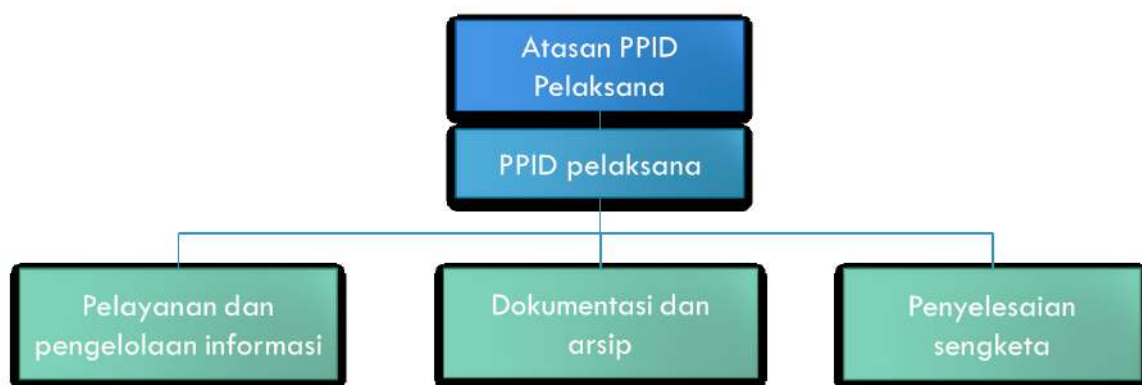 Atasan PPID
Pelaksana
PPID pelaksana
Pelayanan dan
pengelolaan informasi
Dokumentasi dan
arsip
Penyelesaian
sengketa